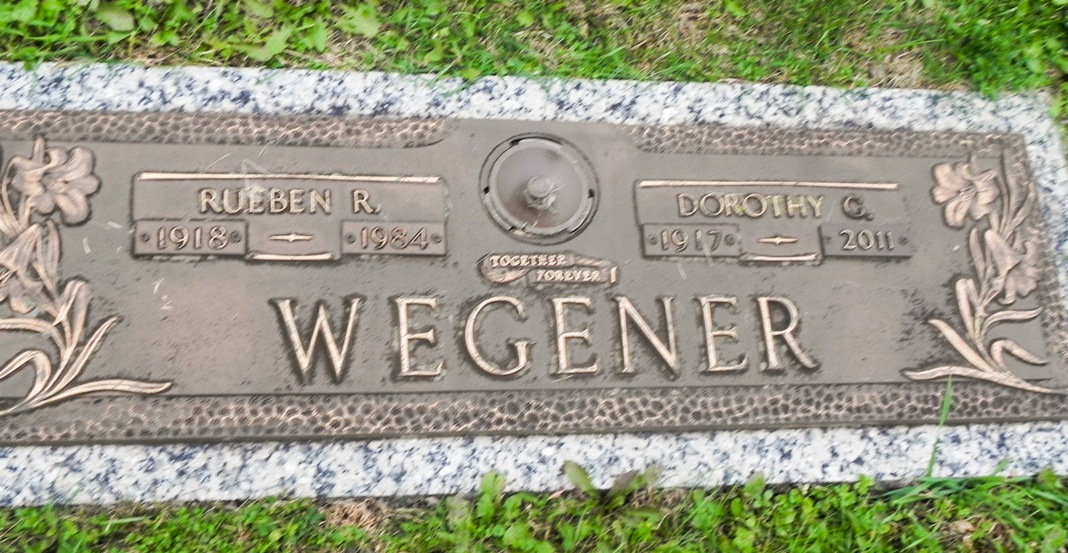 RUEBEN R.
1918 - 1984
DOROTHY G.
1917 - 2011
TOGETHER
FOREVER
WEGENER